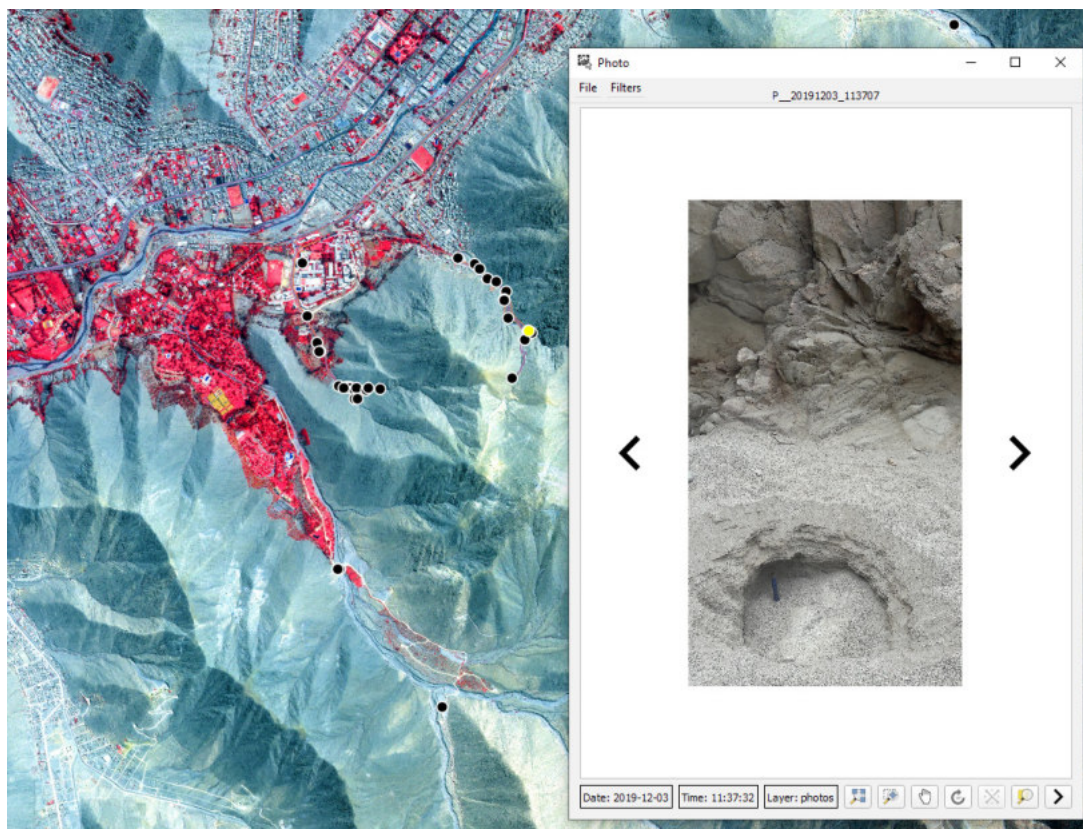 Photo
File Filters
P__20191203_113707
Date: 2019-12-03 Time: 11:37:32 Layer: photos